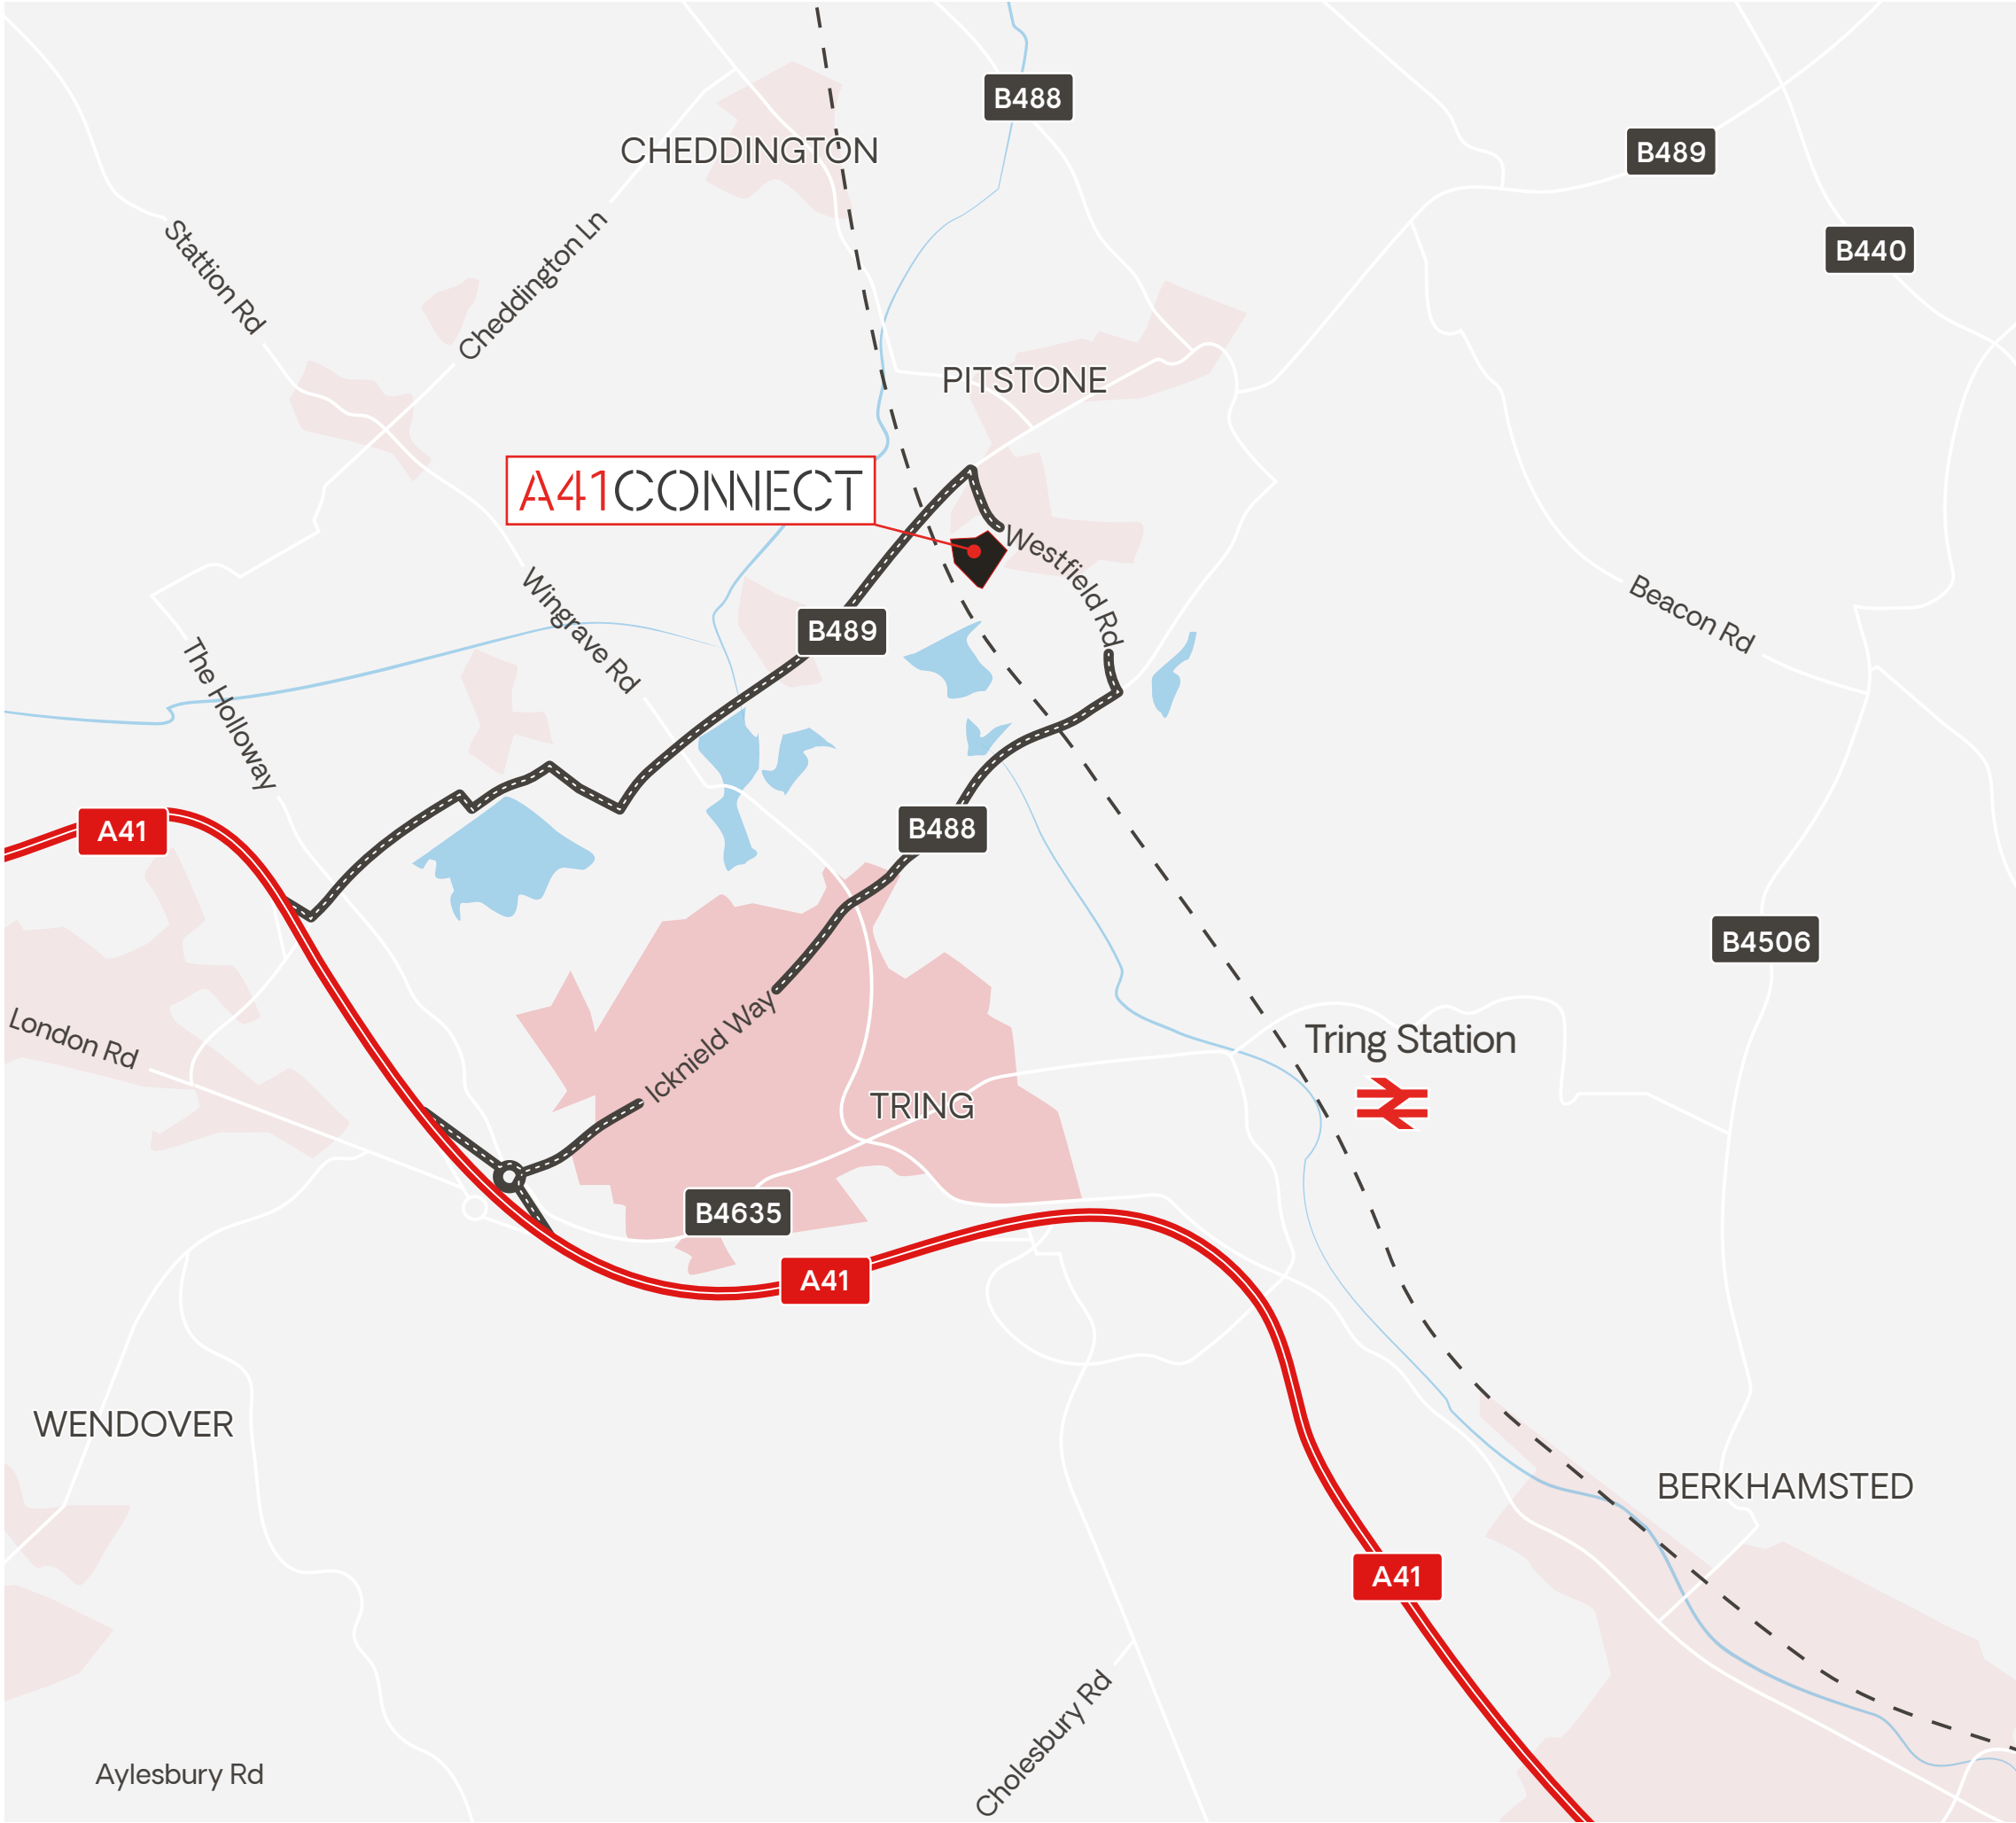 B488
CHEDDINGTON
B489
Stattion Rd
Cheddington Ln
B440
PITSTONE
A41CONNECT
Westfield Rd
Wingrave Rd
B489
Beacon Rd
The Holloway
A41
B488
B4506
London Rd
Icknield Way
Tring Station
TRING
B4635
A41
WENDOVER
BERKHAMSTED
A41
Cholesbury Rd
Aylesbury Rd